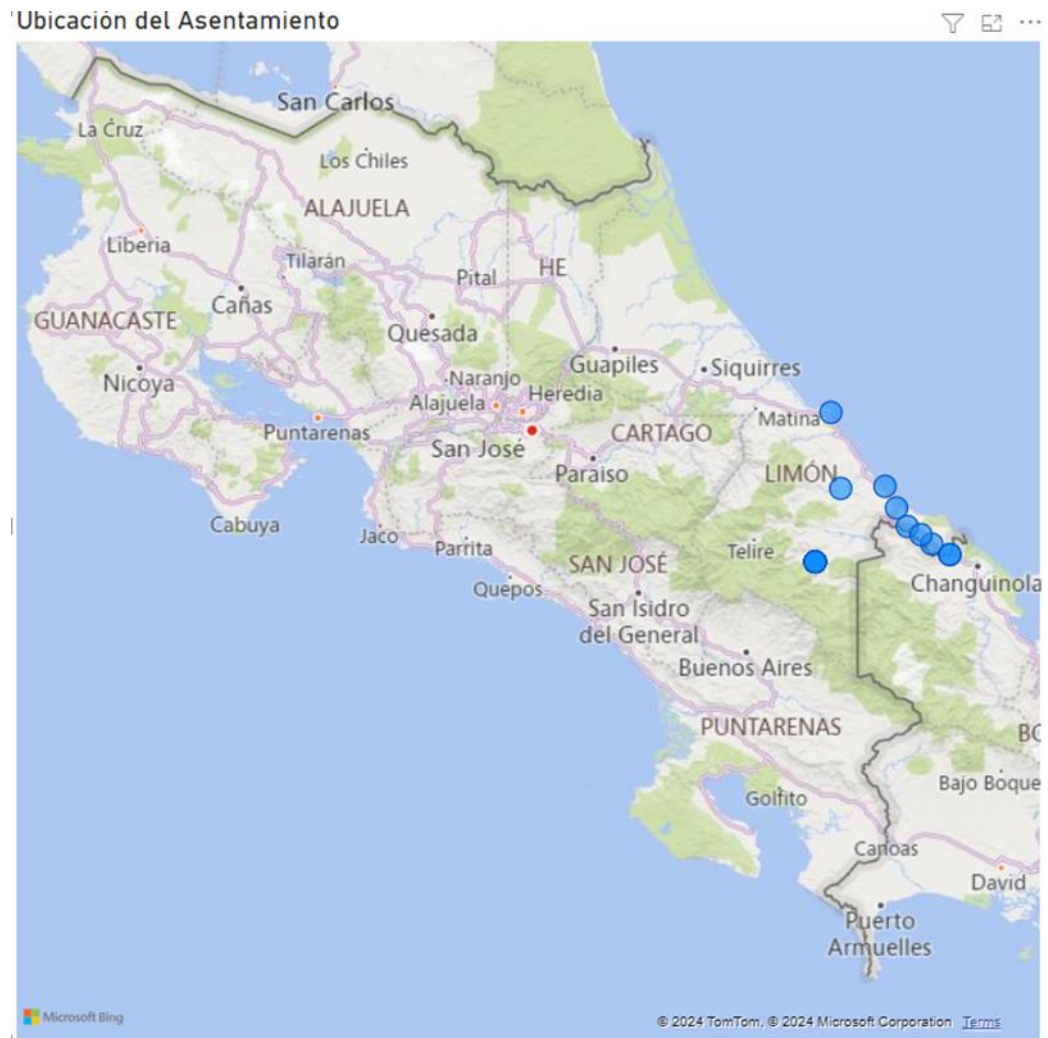 Ubicación del Asentamiento
San Carlos
La Cruz
Los Chiles
ALAJUELA
Liberia
Tilarán
HE
Pital
Cañas
GUANACASTE
Quesada
Guapiles
Siquirres
Nicoya
Naranjo
Heredia
Alajuela
Matina
Puntarenas
CARTAGO
San José
Paraiso
LIMÓN
Cabuya
Jaco
Parrita
Telire
SAN JOSÉ
Changuinola
Quepos
San Isidro
del General
Buenos Aires
PUNTARENAS
BO
Bajo Boque
Golfito
Canoas
David
Puerto
Armuelles
Microsoft Bing
© 2024 TomTom, © 2024 Microsoft Corporation Terms